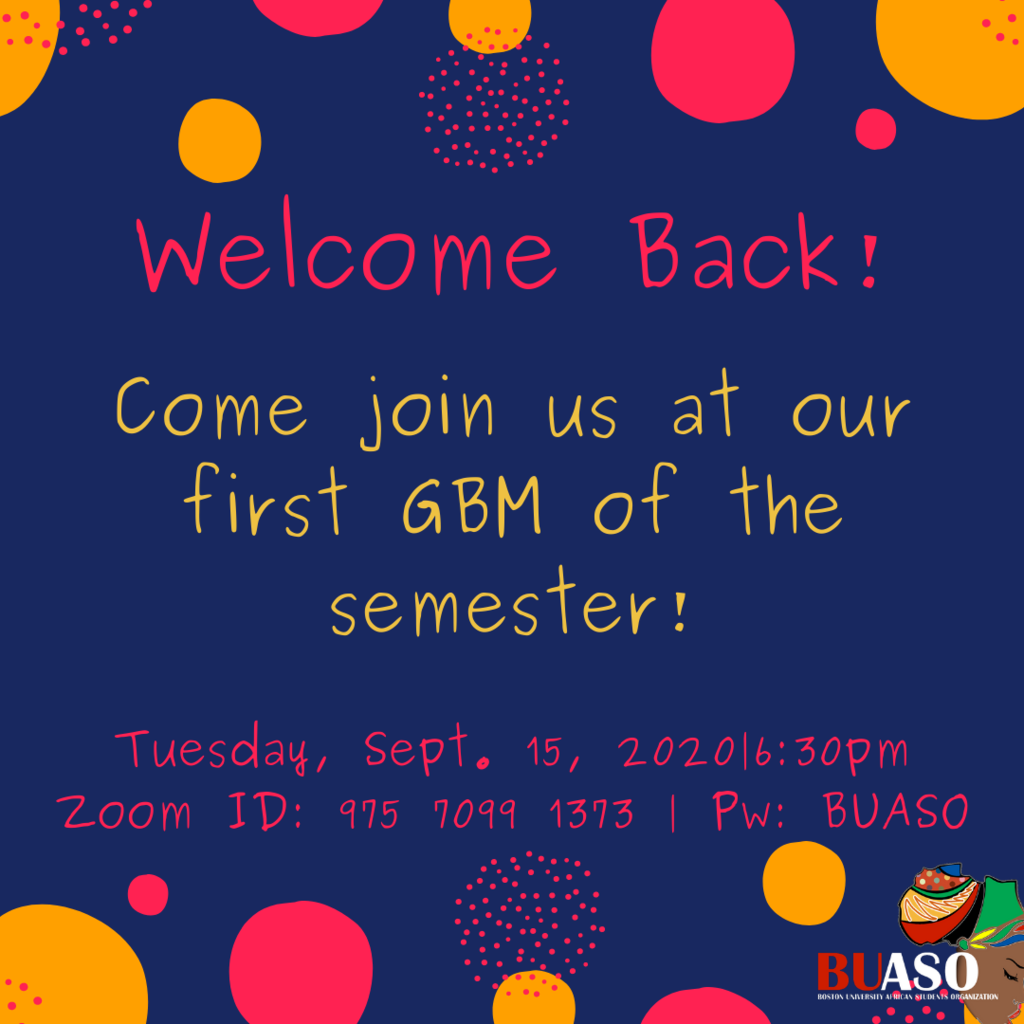 Welcome Back!
Come join us at our
first GBM of the
semester!
Tuesday, Sept. 15, 2020|6:30pm
Zoom ID: 975 7099 1373 | Pw: BUASO
BUASO
BOSTON UNIVERSITY AFRICAN STUDENTS ORGANIZATION